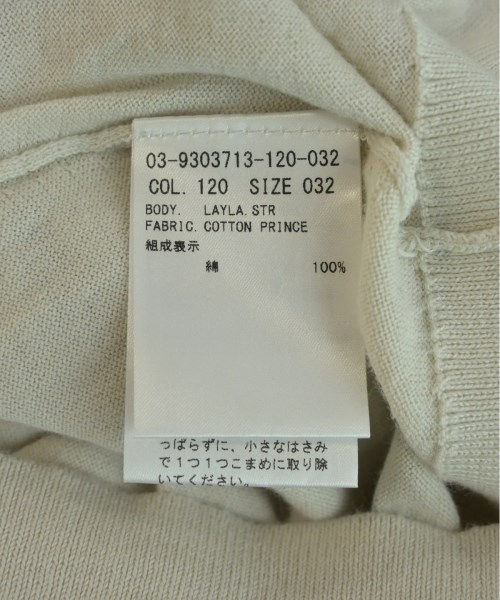 03-9303713-120-032
COL. 120 SIZE 032
BODY. LAYLA. STR
FABRIC. COTTON PRINCE
組成表示
綿 100%
っぱらずに、小さなはさみ
で1つ1つこまめに取り除
いてください。